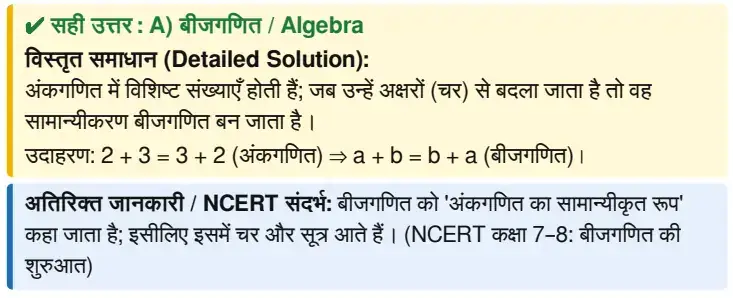 ✔ सही उत्तर : A) बीजगणित / Algebra
विस्तृत समाधान (Detailed Solution):
अंकगणित में विशिष्ट संख्याएँ होती हैं; जब उन्हें अक्षरों (चर) से बदला जाता है तो वह
सामान्यीकरण बीजगणित बन जाता है।
उदाहरण: 2 + 3 = 3 + 2 (अंकगणित) ⇒ a + b = b + a (बीजगणित)।
अतिरिक्त जानकारी / NCERT संदर्भ: बीजगणित को 'अंकगणित का सामान्यीकृत रूप'
कहा जाता है; इसीलिए इसमें चर और सूत्र आते हैं। (NCERT कक्षा 7–8: बीजगणित की
शुरुआत)